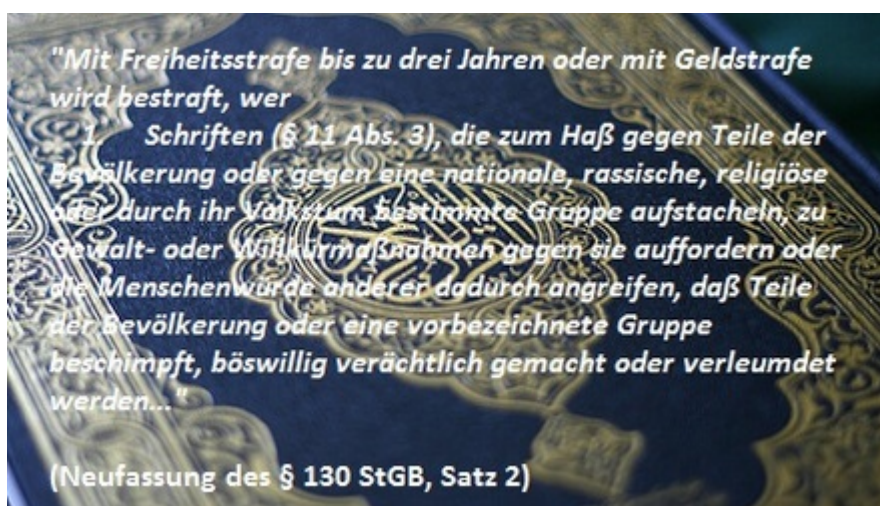 "Mit Freiheitsstrafe bis zu drei Jahren oder mit Geldstrafe
wird bestraft, wer
1. Schriften (§ 11 Abs. 3), die zum Haß gegen Teile der
Bevölkerung oder gegen eine nationale, rassische, religiöse
oder durch ihr Volkstum bestimmte Gruppe aufstacheln, zu
Gewalt- oder Willkürmaßnahmen gegen sie auffordern oder
die Menschenwürde anderer dadurch angreifen, daß Teile
der Bevölkerung oder eine vorbezeichnete Gruppe
beschimpft, böswillig verächtlich gemacht oder verleumdet
werden..."
(Neufassung des § 130 StGB, Satz 2)